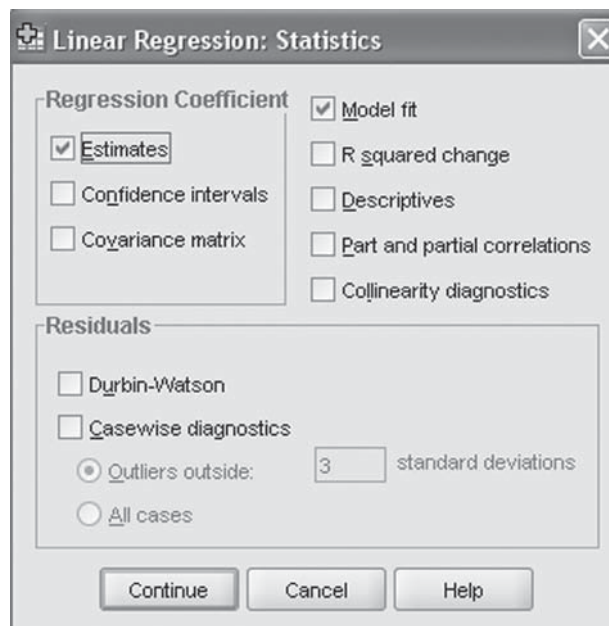 Linear Regression: Statistics
Regression Coefficient
Estimates
Confidence intervals
Covariance matrix
Model fit
R squared change
Descriptives
Part and partial correlations
Collinearity diagnostics
Residuals
Durbin-Watson
Casewise diagnostics
Outliers outside: 3 standard deviations
All cases
Continue Cancel Help